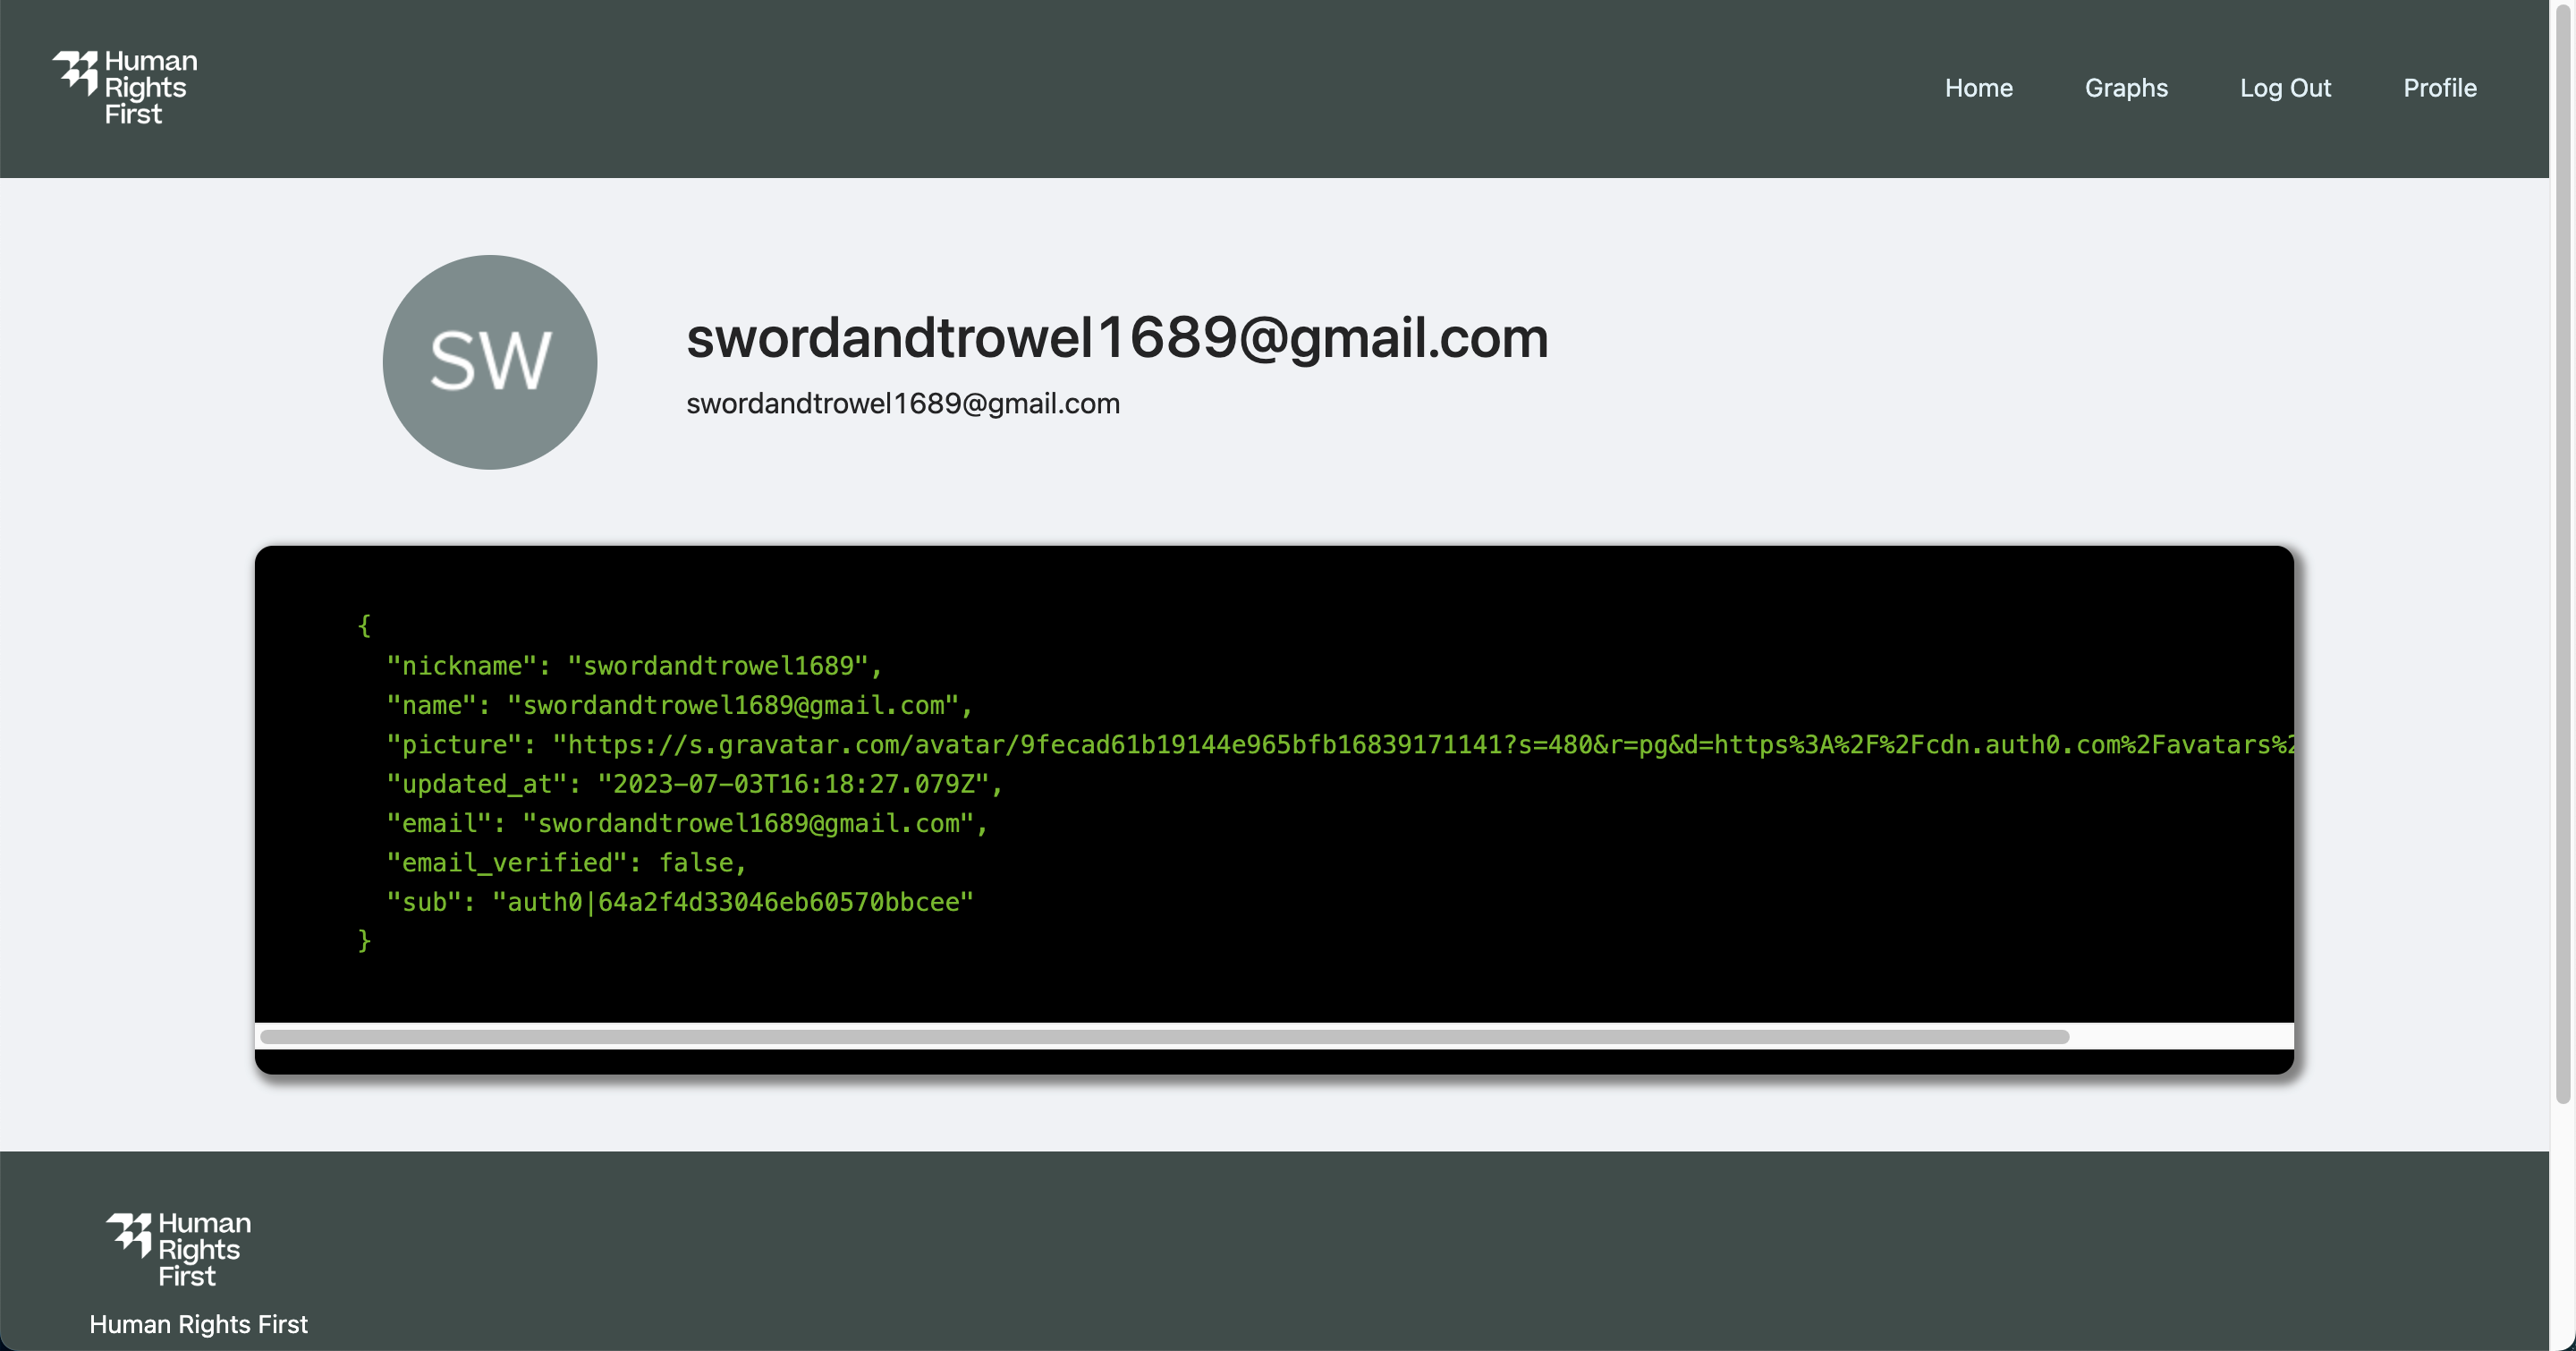 Human
Rights
First
Home Graphs Log Out Profile
SW
swordandtrowel1689@gmail.com
swordandtrowel1689@gmail.com
{
"nickname": "swordandtrowel1689",
"name": "swordandtrowel1689@gmail.com",
"picture": "https://s.gravatar.com/avatar/9fecad61b19144e965bfb16839171141?s=480&r=pg&d=https%3A%2F%2Fcdn.auth0.com%2Favatars%2
"updated_at": "2023-07-03T16:18:27.079Z",
"email": "swordandtrowel1689@gmail.com",
"email_verified": false,
"sub": "auth0|64a2f4d33046eb60570bbcee"
}
Human
Rights
First
Human Rights First